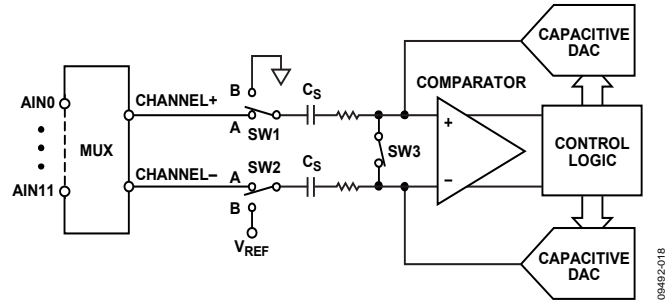 AIN0
AIN11
MUX
CHANNEL+
CHANNEL–
B
A
SW1
CS
A
SW2
B
VREF
CS
SW3
COMPARATOR
+
–
CAPACITIVE
DAC
CONTROL
LOGIC
CAPACITIVE
DAC
09492-018